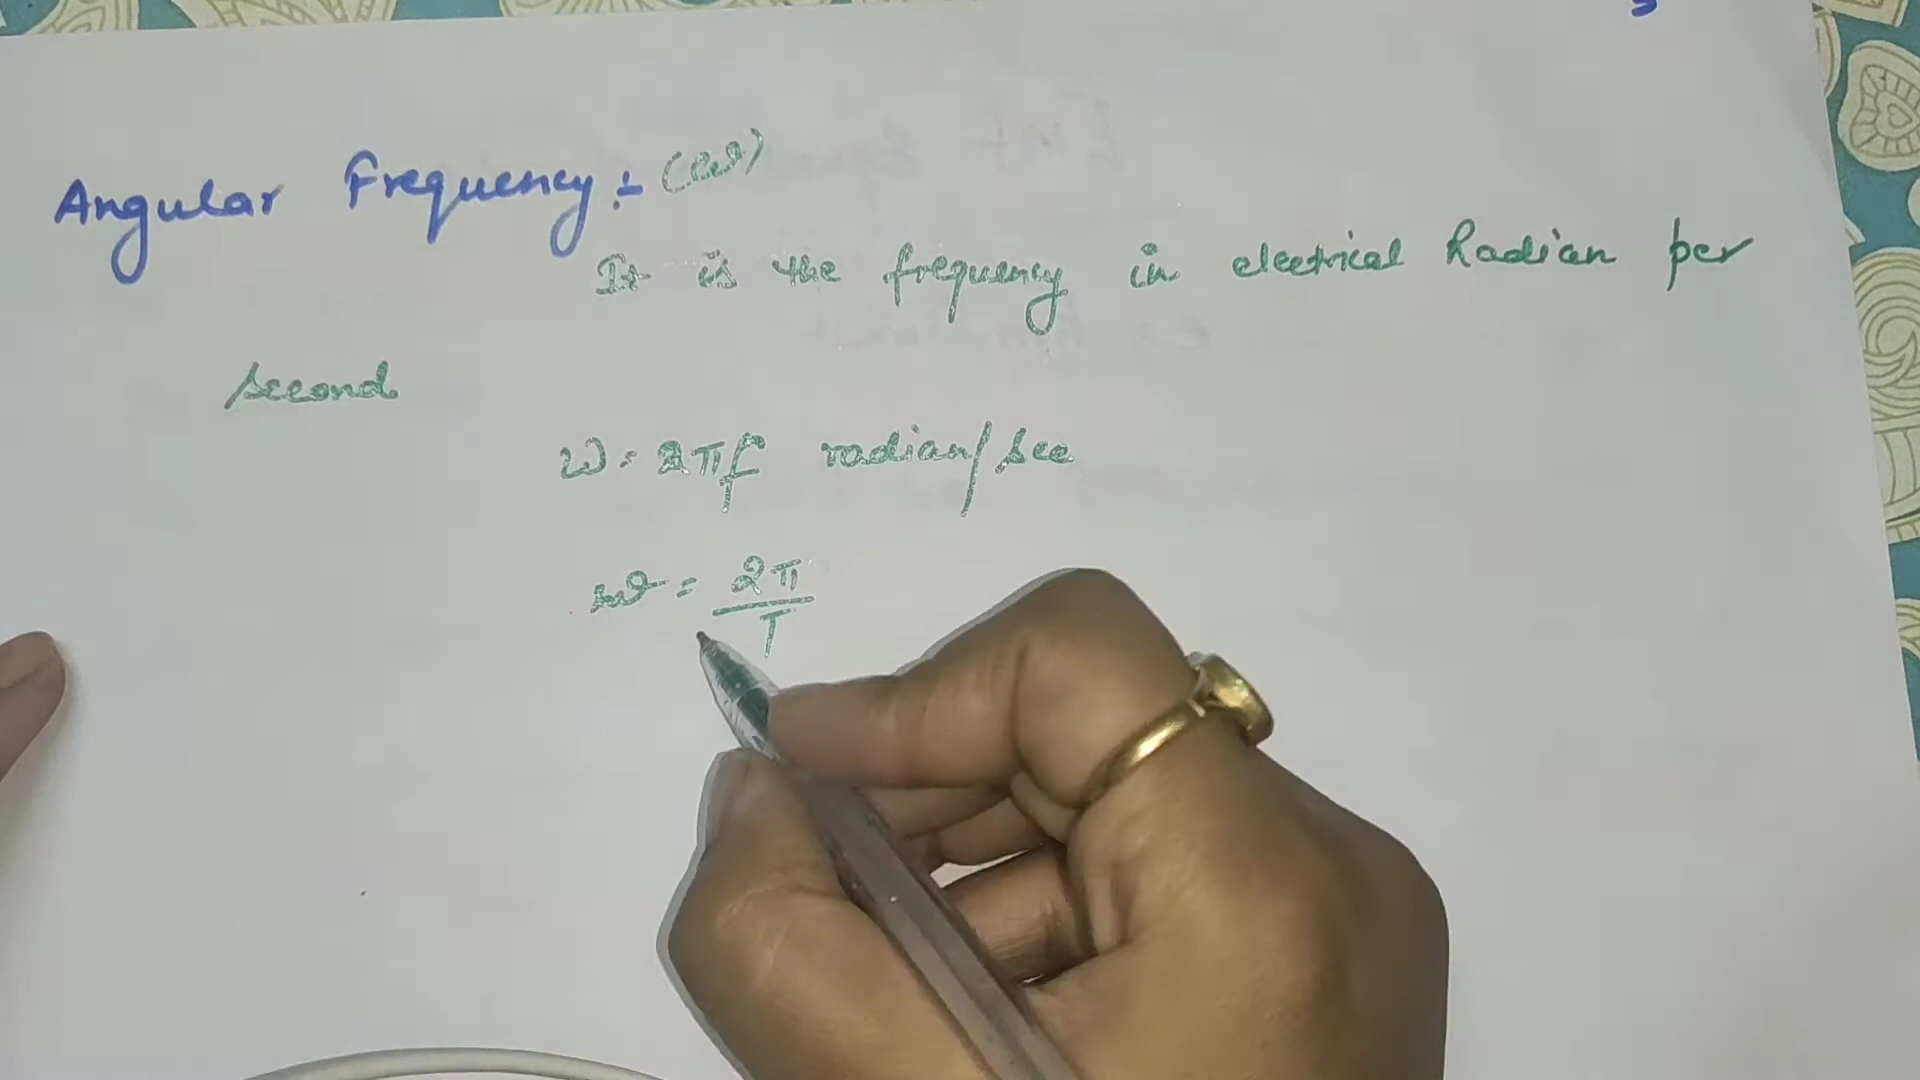 Angular Frequency:- (ω)
It is the frequency in electrical Radian per
second
ω = 2πf radian/sec
ω = 2π/T